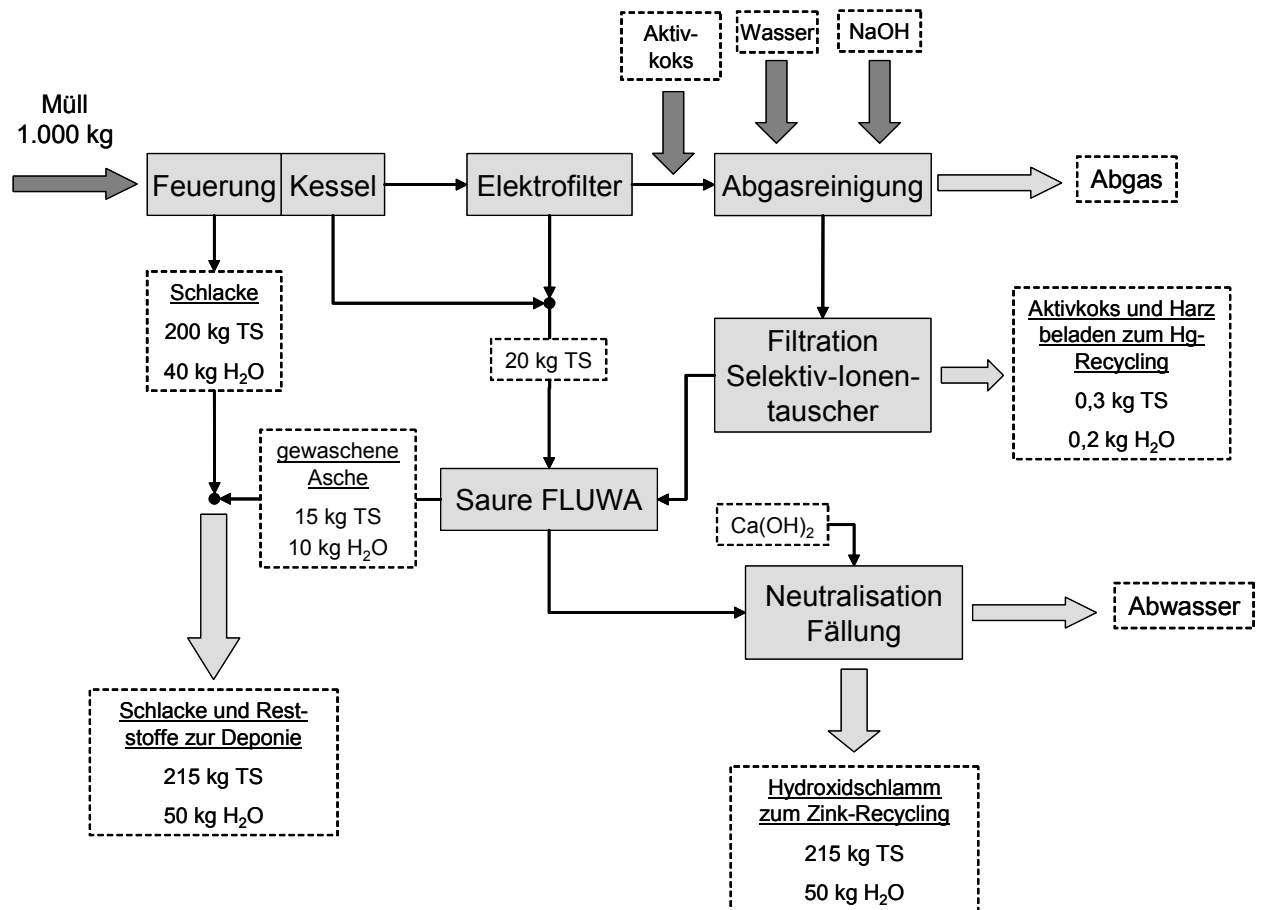 Müll
1.000 kg
Aktiv-
koks
Wasser
NaOH
Feuerung
Kessel
Elektrofilter
Abgasreinigung
Abgas
Schlacke
200 kg TS
40 kg H₂O
20 kg TS
Filtration
Selektiv-Ionen-
tauscher
Aktivkoks und Harz
beladen zum Hg-
Recycling
0,3 kg TS
0,2 kg H₂O
gewaschene
Asche
15 kg TS
10 kg H₂O
Saure FLUWA
Ca(OH)₂
Neutralisation
Fällung
Abwasser
Schlacke und Rest-
stoffe zur Deponie
215 kg TS
50 kg H₂O
Hydroxidschlamm
zum Zink-Recycling
215 kg TS
50 kg H₂O